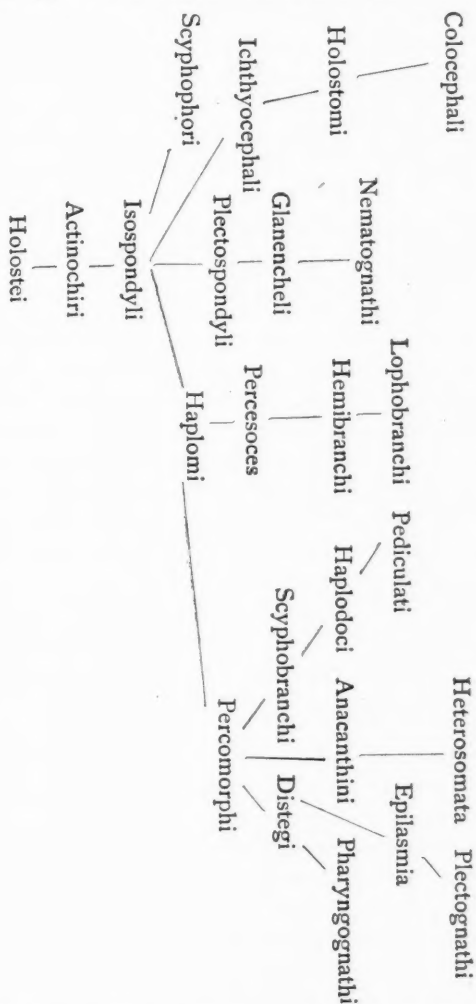 Colocephali
Heterosomata
Plectognathi
Lophobranchi
Pediculati
Epilasmia
Nematognathi
Holostomi
Hemibranchi
Haplodoci
Anacanthini
Pharyngognathi
Glanencheli
Scyphobranchi
Distegi
Ichthyocephali
Percesoces
Plectospondyli
Percomorphi
Scyphophori
Haplomi
Isospondyli
Actinochiri
Holostei